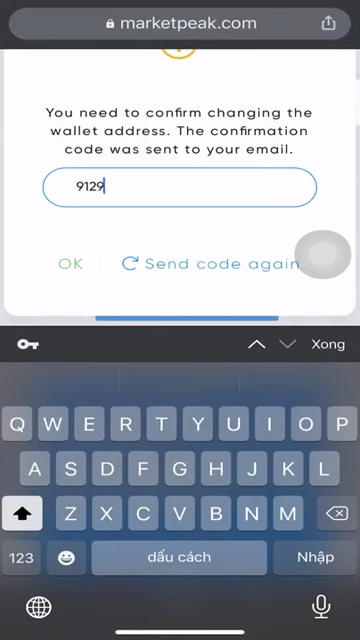 marketpeak.com
You need to confirm changing the
wallet address. The confirmation
code was sent to your email.
9129
OK
Send code again
Xong
Q W E R T Y U I O P
A S D F G H J K L
Z X C V B N M
123 dấu cách Nhập